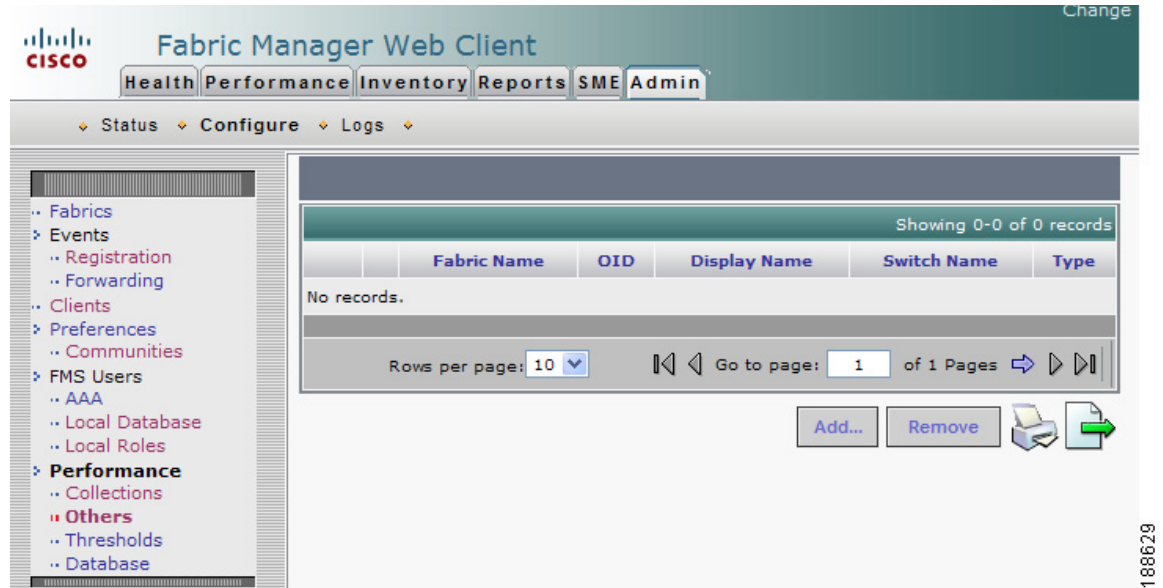 Change
CISCO
Fabric Manager Web Client
Health Performance Inventory Reports SME Admin
Status Configure Logs
Fabrics
Events
Registration
Forwarding
Clients
Preferences
Communities
FMS Users
AAA
Local Database
Local Roles
Performance
Collections
Others
Thresholds
Database
Showing 0-0 of 0 records
Fabric Name OID Display Name Switch Name Type
No records.
Rows per page: 10 Go to page: 1 of 1 Pages
Add... Remove
188629